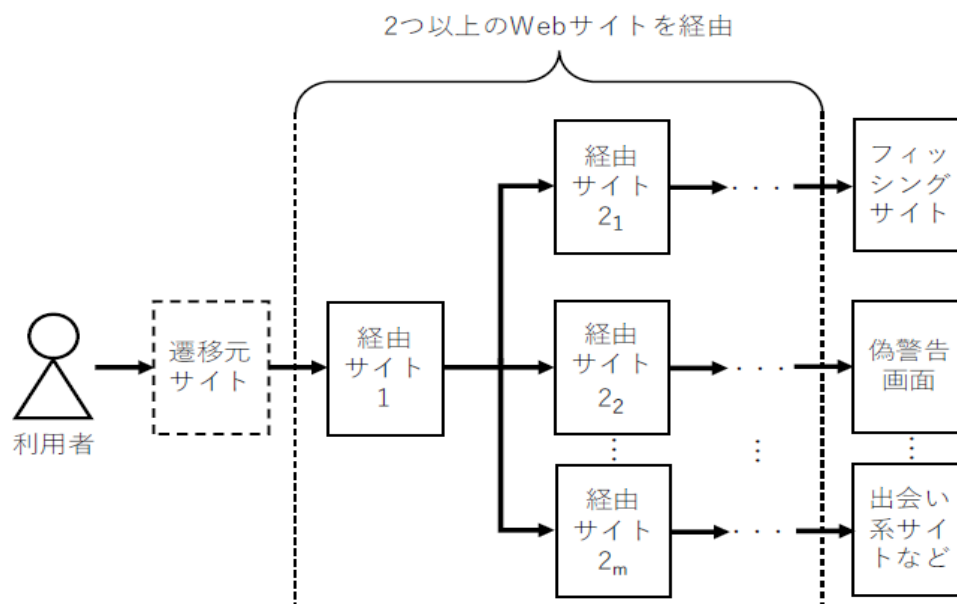 2つ以上のWebサイトを経由
経由
サイト
2₁
・・・
フィッ
シング
サイト
利用者
遷移元
サイト
経由
サイト
1
経由
サイト
2₂
・・・
偽警告
画面
経由
サイト
2ₘ
・・・
出会い
系サイ
トなど